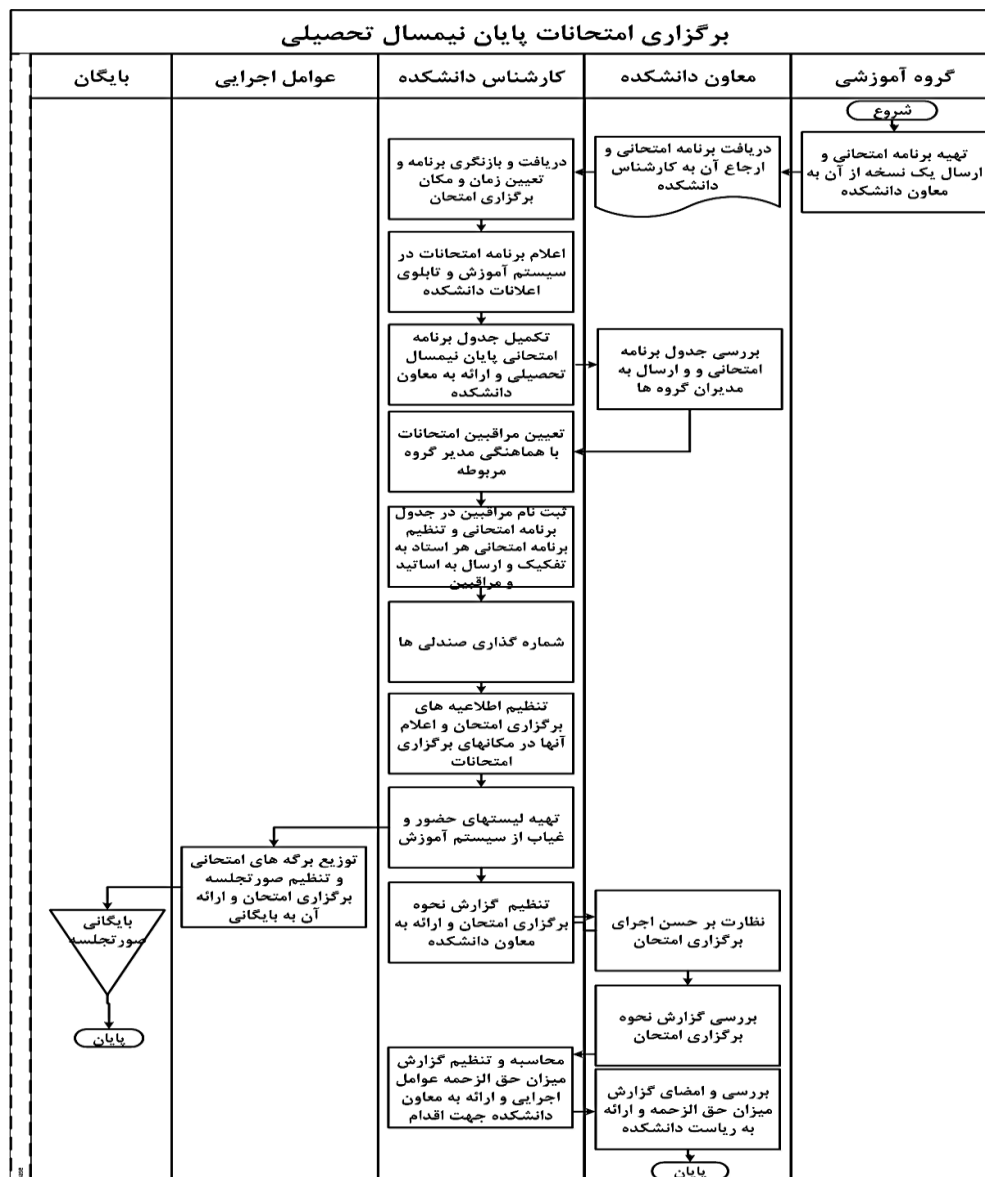 برگزاری امتحانات پایان نیمسال تحصیلی
گروه آموزشی
معاون دانشکده
کارشناس دانشکده
عوامل اجرایی
بایگان
شروع
تهیه برنامه امتحانی و
ارسال یک نسخه از آن به
معاون دانشکده
دریافت برنامه امتحانی و
ارجاع آن به کارشناس
دانشکده
دریافت و بازنگری برنامه و
تعیین زمان و مکان
برگزاری امتحان
اعلام برنامه امتحانات در
سیستم آموزش و تابلوی
اعلانات دانشکده
تکمیل جدول برنامه
امتحانی پایان نیمسال
تحصیلی و ارائه به معاون
دانشکده
بررسی جدول برنامه
امتحانی و و ارسال به
مدیران گروه ها
تعیین مراقبین امتحانات
با هماهنگی مدیر گروه
مربوطه
ثبت نام مراقبین در جدول
برنامه امتحانی و تنظیم
برنامه امتحانی هر استاد به
تفکیک و ارسال به اساتید
و مراقبین
شماره گذاری صندلی ها
تنظیم اطلاعیه های
برگزاری امتحان و اعلام
آنها در مکانهای برگزاری
امتحانات
تهیه لیستهای حضور و
غیاب از سیستم آموزش
توزیع برگه های امتحانی
و تنظیم صورتجلسه
برگزاری امتحان و ارائه
آن به بایگانی
بایگانی
صورتجلسه
پایان
تنظیم گزارش نحوه
برگزاری امتحان و ارائه به
معاون دانشکده
نظارت بر حسن اجرای
برگزاری امتحان
بررسی گزارش نحوه
برگزاری امتحان
محاسبه و تنظیم گزارش
میزان حق الزحمه عوامل
اجرایی و ارائه به معاون
دانشکده جهت اقدام
بررسی و امضای گزارش
میزان حق الزحمه و ارائه
به ریاست دانشکده
پایان